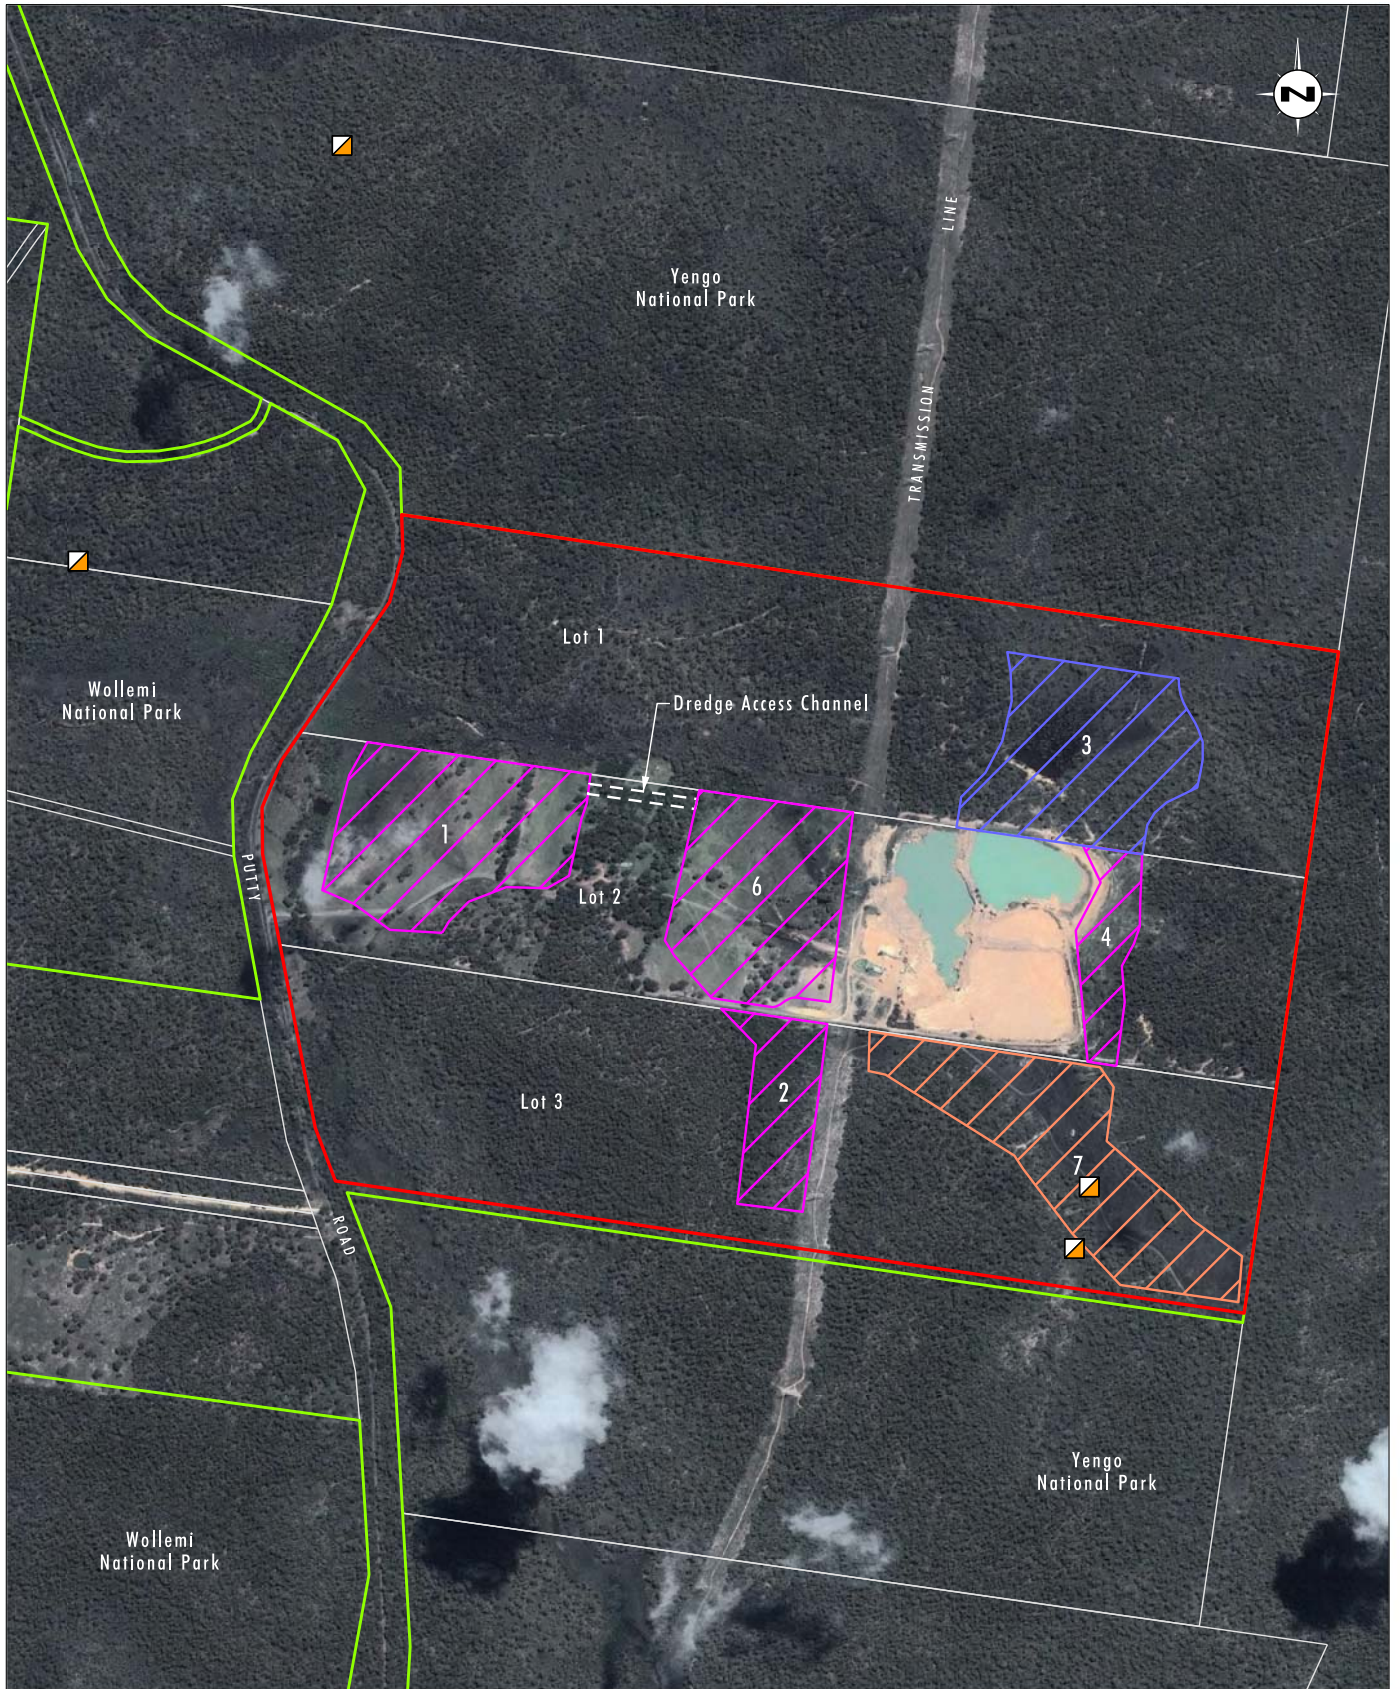 N
LINE
Yengo
National Park
TRANSMISSION
Lot 1
Wollemi
National Park
Dredge Access Channel
3
1
PUTTY
6
Lot 2
4
2
Lot 3
7
ROAD
Yengo
National Park
Wollemi
National Park